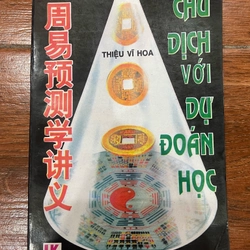 周易预测学讲义
THIỆU VĨ HOA
CHU
DỊCH
VỚI
DỰ
ĐOÁN
HỌC